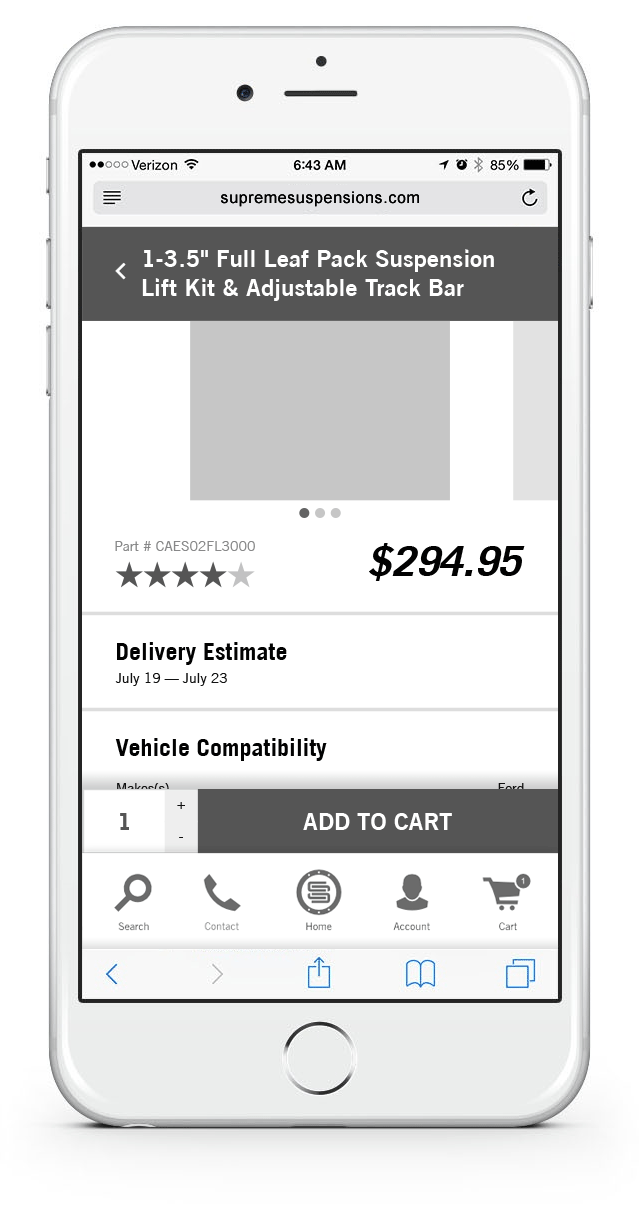 Verizon 6:43 AM 85%
supremesuspensions.com
1-3.5" Full Leaf Pack Suspension
Lift Kit & Adjustable Track Bar
Part # CAES02FL3000
$294.95
Delivery Estimate
July 19 — July 23
Vehicle Compatibility
Makes(s) Ford
1 + -
ADD TO CART
1
Search Contact Home Account Cart